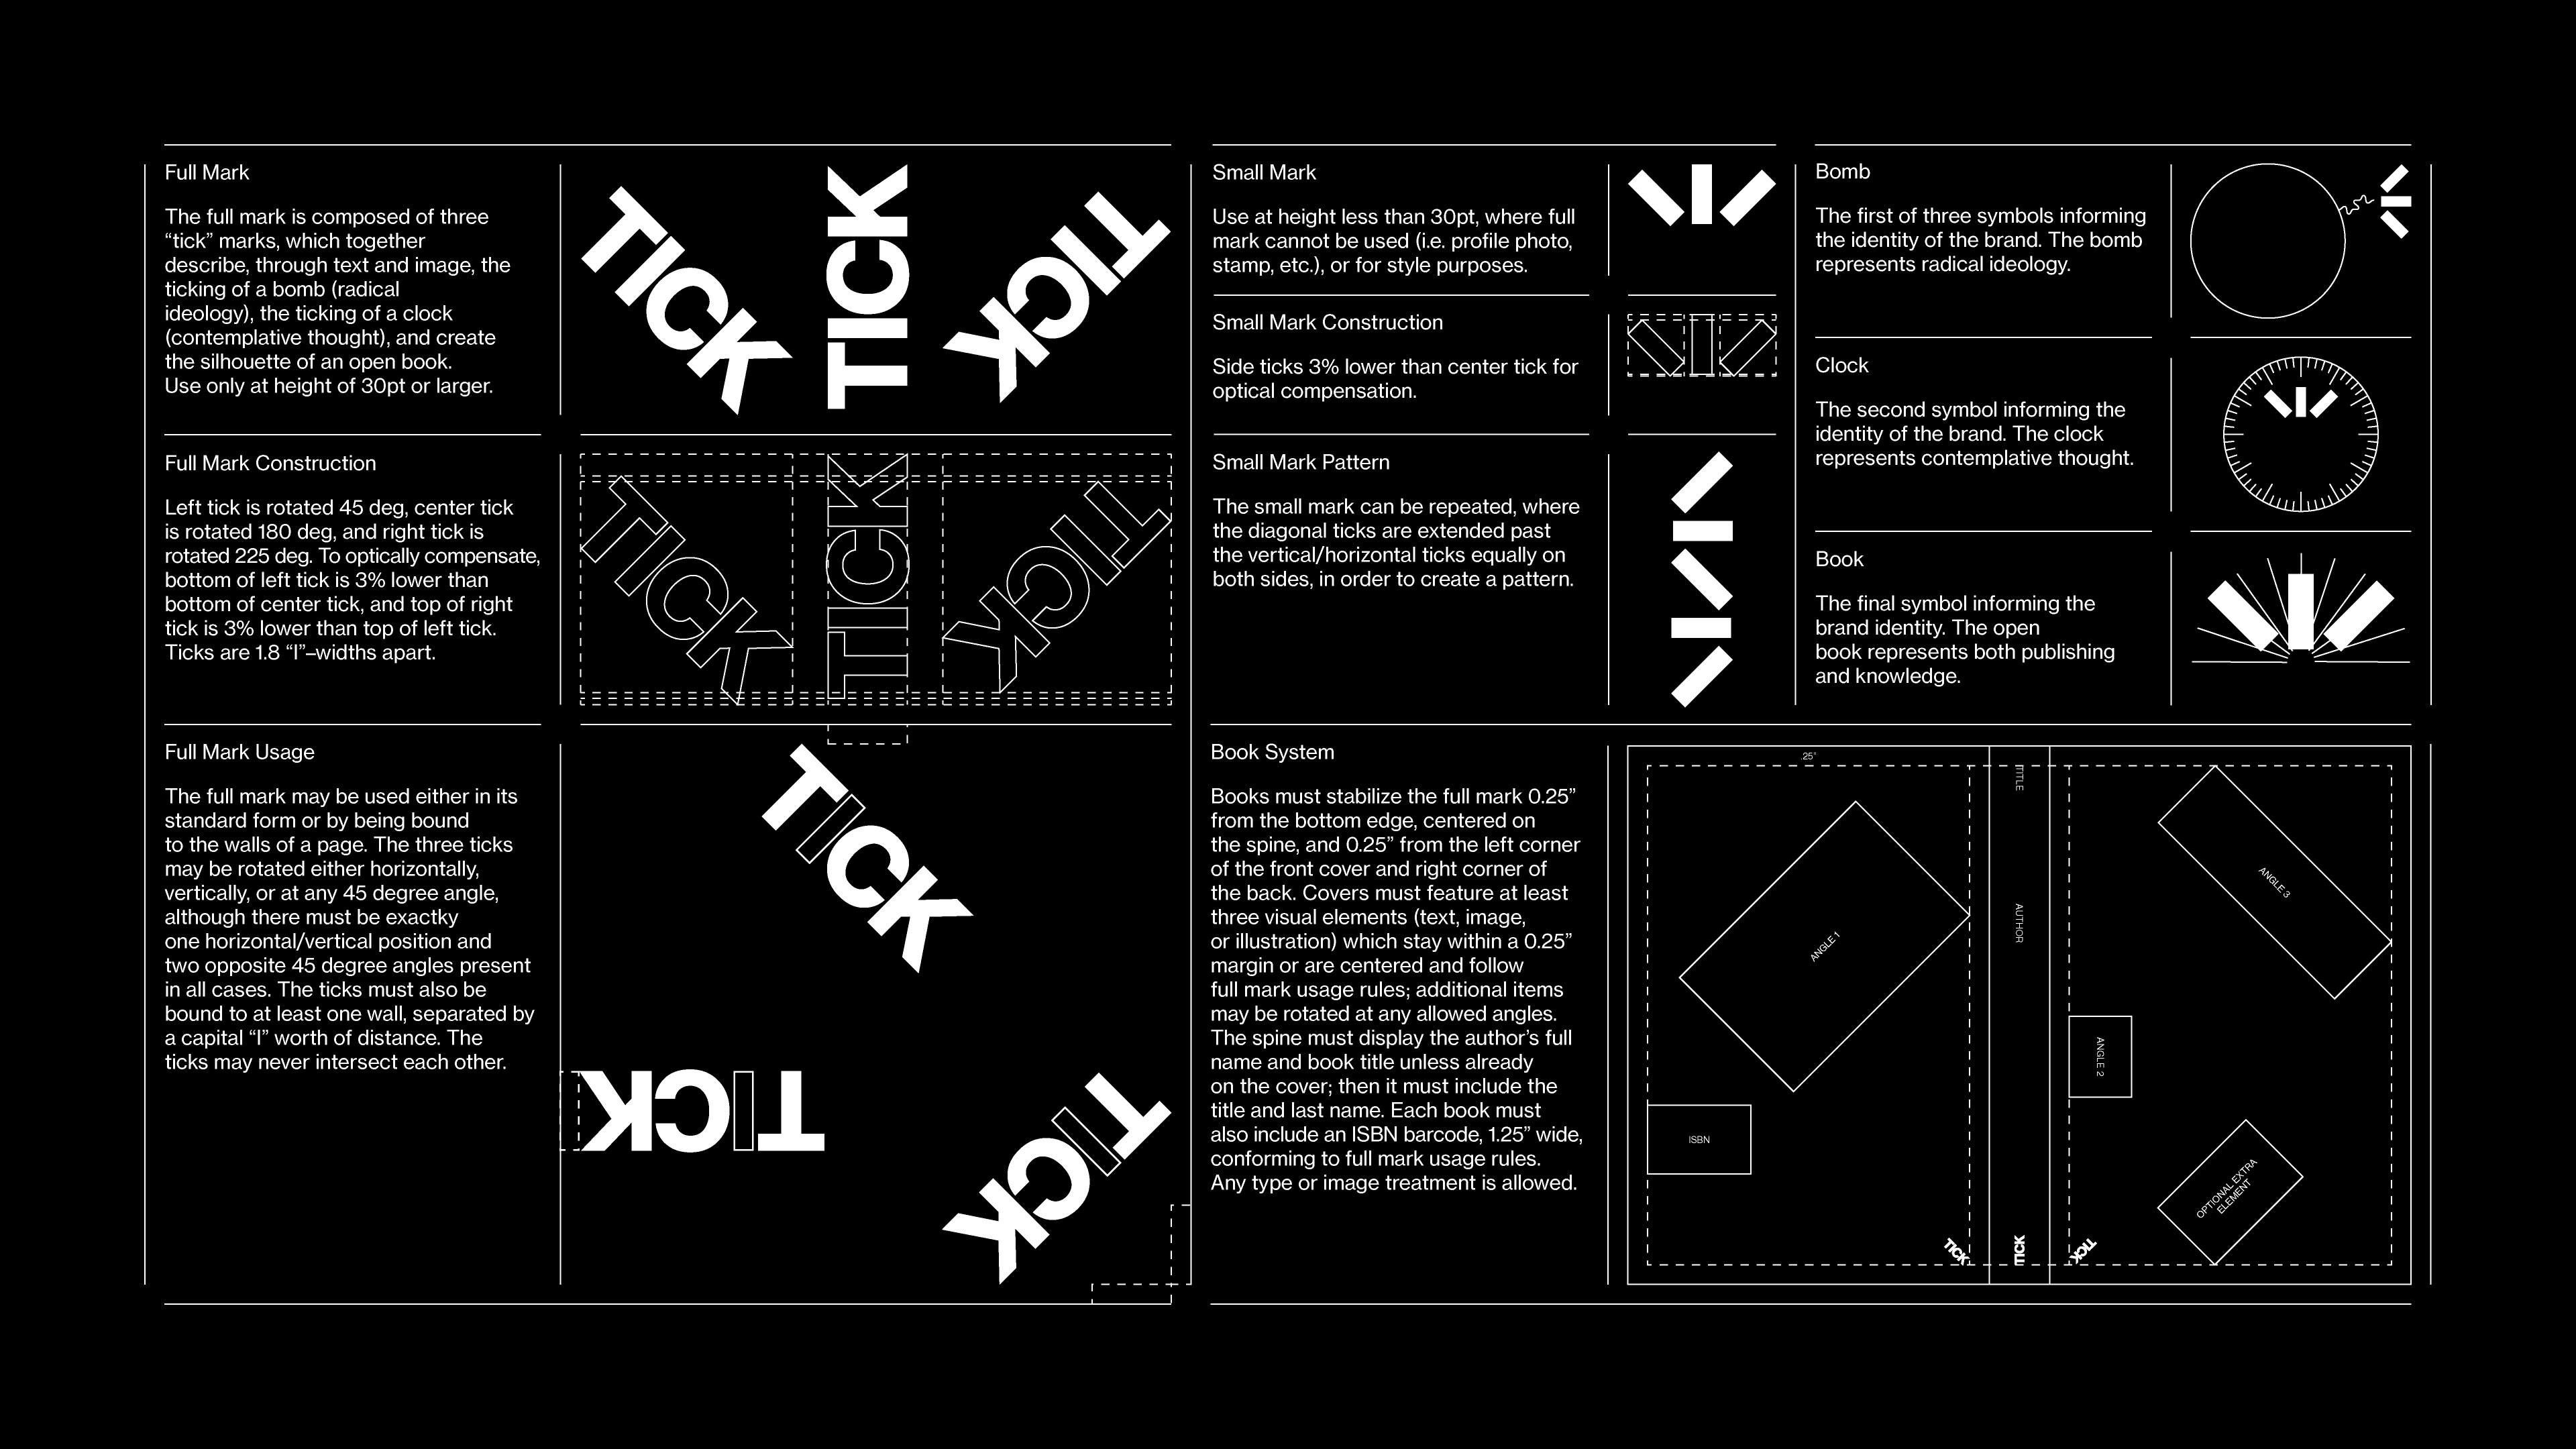 Full Mark
The full mark is composed of three
“tick” marks, which together
describe, through text and image, the
ticking of a bomb (radical
ideology), the ticking of a clock
(contemplative thought), and create
the silhouette of an open book.
Use only at height of 30pt or larger.
TICK
TICK
TICK
Full Mark Construction
Left tick is rotated 45 deg, center tick
is rotated 180 deg, and right tick is
rotated 225 deg. To optically compensate,
bottom of left tick is 3% lower than
bottom of center tick, and top of right
tick is 3% lower than top of left tick.
Ticks are 1.8 “I”–widths apart.
TICK
TICK
TICK
Full Mark Usage
The full mark may be used either in its
standard form or by being bound
to the walls of a page. The three ticks
may be rotated either horizontally,
vertically, or at any 45 degree angle,
although there must be exactky
one horizontal/vertical position and
two opposite 45 degree angles present
in all cases. The ticks must also be
bound to at least one wall, separated by
a capital “I” worth of distance. The
ticks may never intersect each other.
TICK
TICK
TICK
Small Mark
Use at height less than 30pt, where full
mark cannot be used (i.e. profile photo,
stamp, etc.), or for style purposes.
Small Mark Construction
Side ticks 3% lower than center tick for
optical compensation.
Small Mark Pattern
The small mark can be repeated, where
the diagonal ticks are extended past
the vertical/horizontal ticks equally on
both sides, in order to create a pattern.
Bomb
The first of three symbols informing
the identity of the brand. The bomb
represents radical ideology.
Clock
The second symbol informing the
identity of the brand. The clock
represents contemplative thought.
Book
The final symbol informing the
brand identity. The open
book represents both publishing
and knowledge.
Book System
Books must stabilize the full mark 0.25”
from the bottom edge, centered on
the spine, and 0.25” from the left corner
of the front cover and right corner of
the back. Covers must feature at least
three visual elements (text, image,
or illustration) which stay within a 0.25”
margin or are centered and follow
full mark usage rules; additional items
may be rotated at any allowed angles.
The spine must display the author’s full
name and book title unless already
on the cover; then it must include the
title and last name. Each book must
also include an ISBN barcode, 1.25” wide,
conforming to full mark usage rules.
Any type or image treatment is allowed.
.25”
ANGLE 1
ISBN
TICK
TITLE
AUTHOR
TICK
ANGLE 3
ANGLE 2
OPTIONAL EXTRA
ELEMENT
TICK